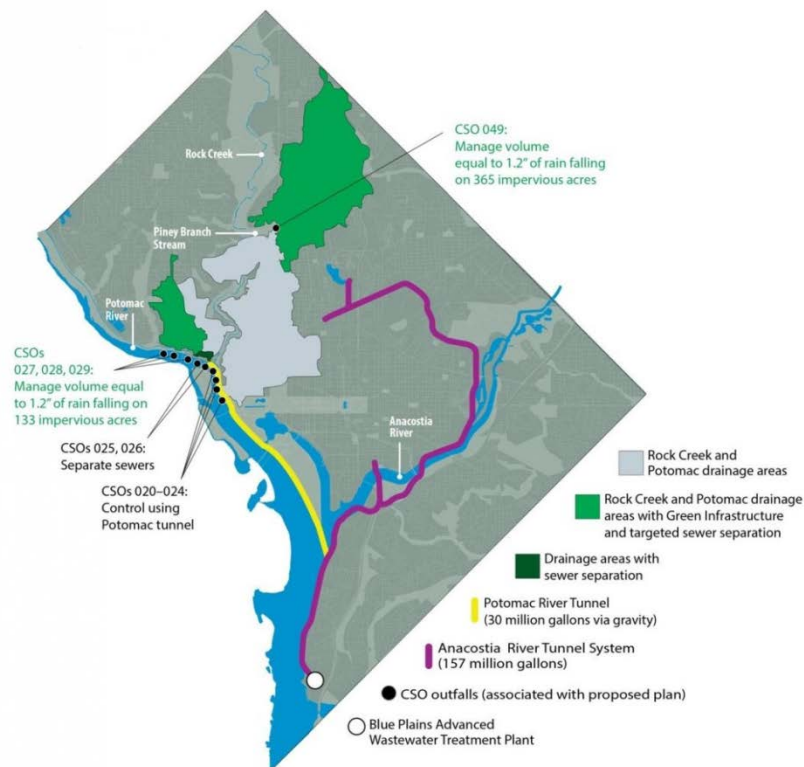 CSO 049:
Manage volume
equal to 1.2" of rain falling
on 365 impervious acres
Rock Creek
Piney Branch
Stream
Potomac
River
CSOs
027, 028, 029:
Manage volume equal
to 1.2" of rain falling on
133 impervious acres
CSOs 025, 026:
Separate sewers
CSOs 020–024:
Control using
Potomac tunnel
Anacostia
River
Rock Creek and
Potomac drainage areas
Rock Creek and Potomac drainage
areas with Green Infrastructure
and targeted sewer separation
Drainage areas with
sewer separation
Potomac River Tunnel
(30 million gallons via gravity)
Anacostia River Tunnel System
(157 million gallons)
CSO outfalls (associated with proposed plan)
Blue Plains Advanced
Wastewater Treatment Plant